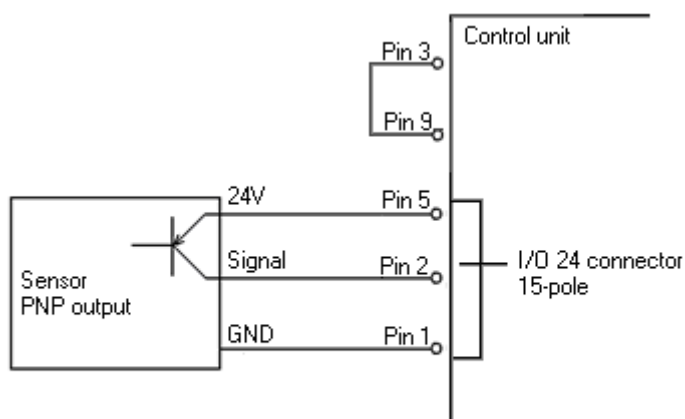 Control unit
Pin 3
Pin 9
24V
Pin 5
Signal
Pin 2
I/O 24 connector
15-pole
Sensor
PNP output
GND
Pin 1